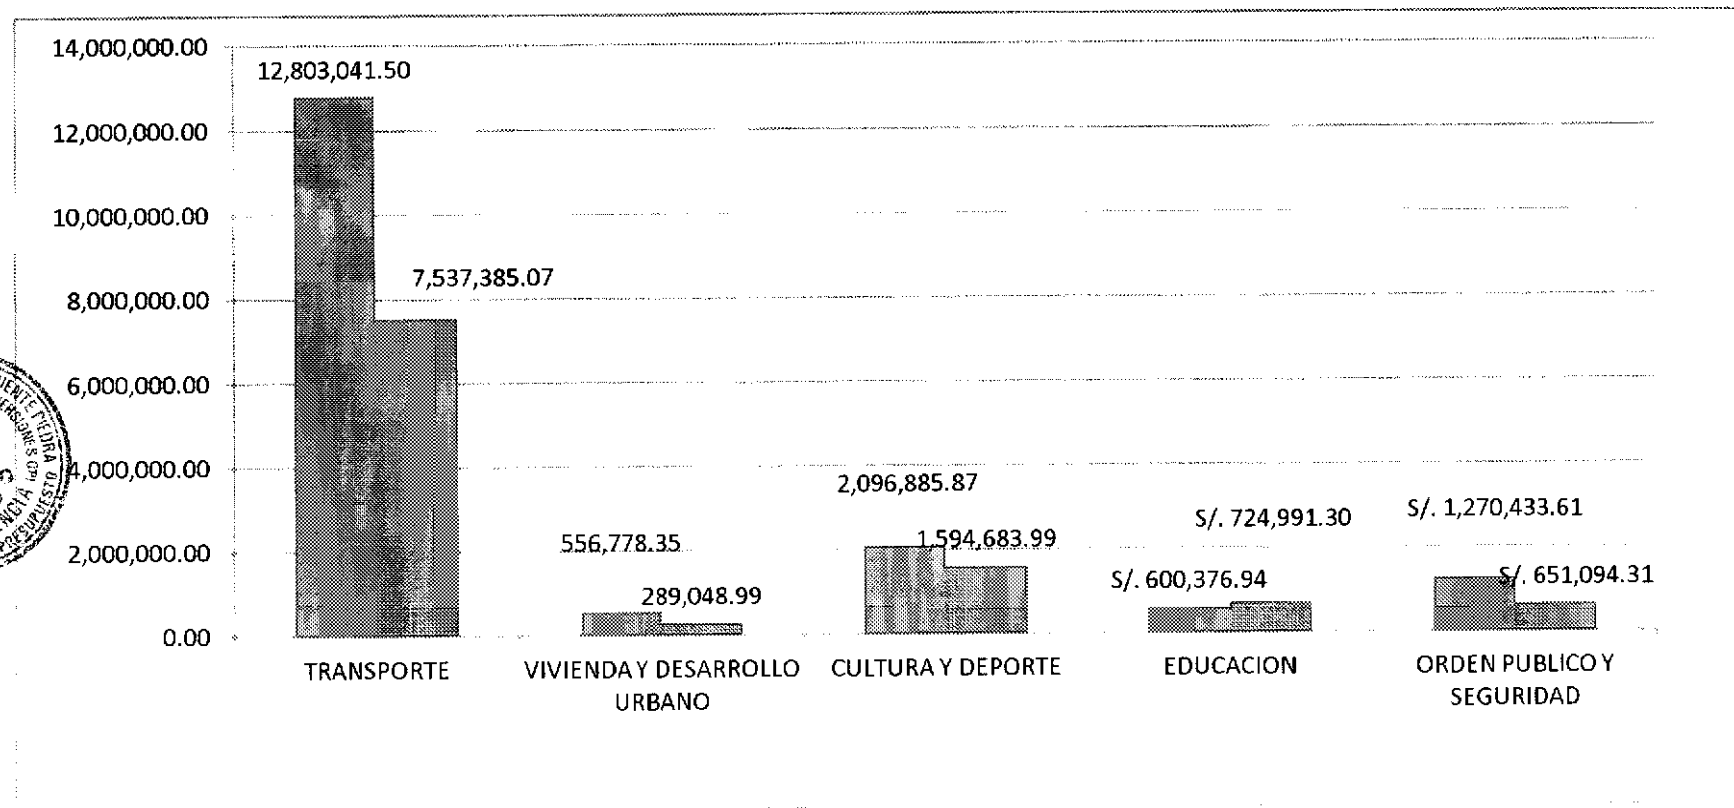 14,000,000.00
12,803,041.50
12,000,000.00
10,000,000.00
7,537,385.07
8,000,000.00
6,000,000.00
4,000,000.00
2,096,885.87
S/. 724,991.30
S/. 1,270,433.61
2,000,000.00
556,778.35
1,594,683.99
S/. 600,376.94
S/. 651,094.31
289,048.99
0.00
TRANSPORTE
VIVIENDA Y DESARROLLO
URBANO
CULTURA Y DEPORTE
EDUCACION
ORDEN PUBLICO Y
SEGURIDAD
PIEDRA